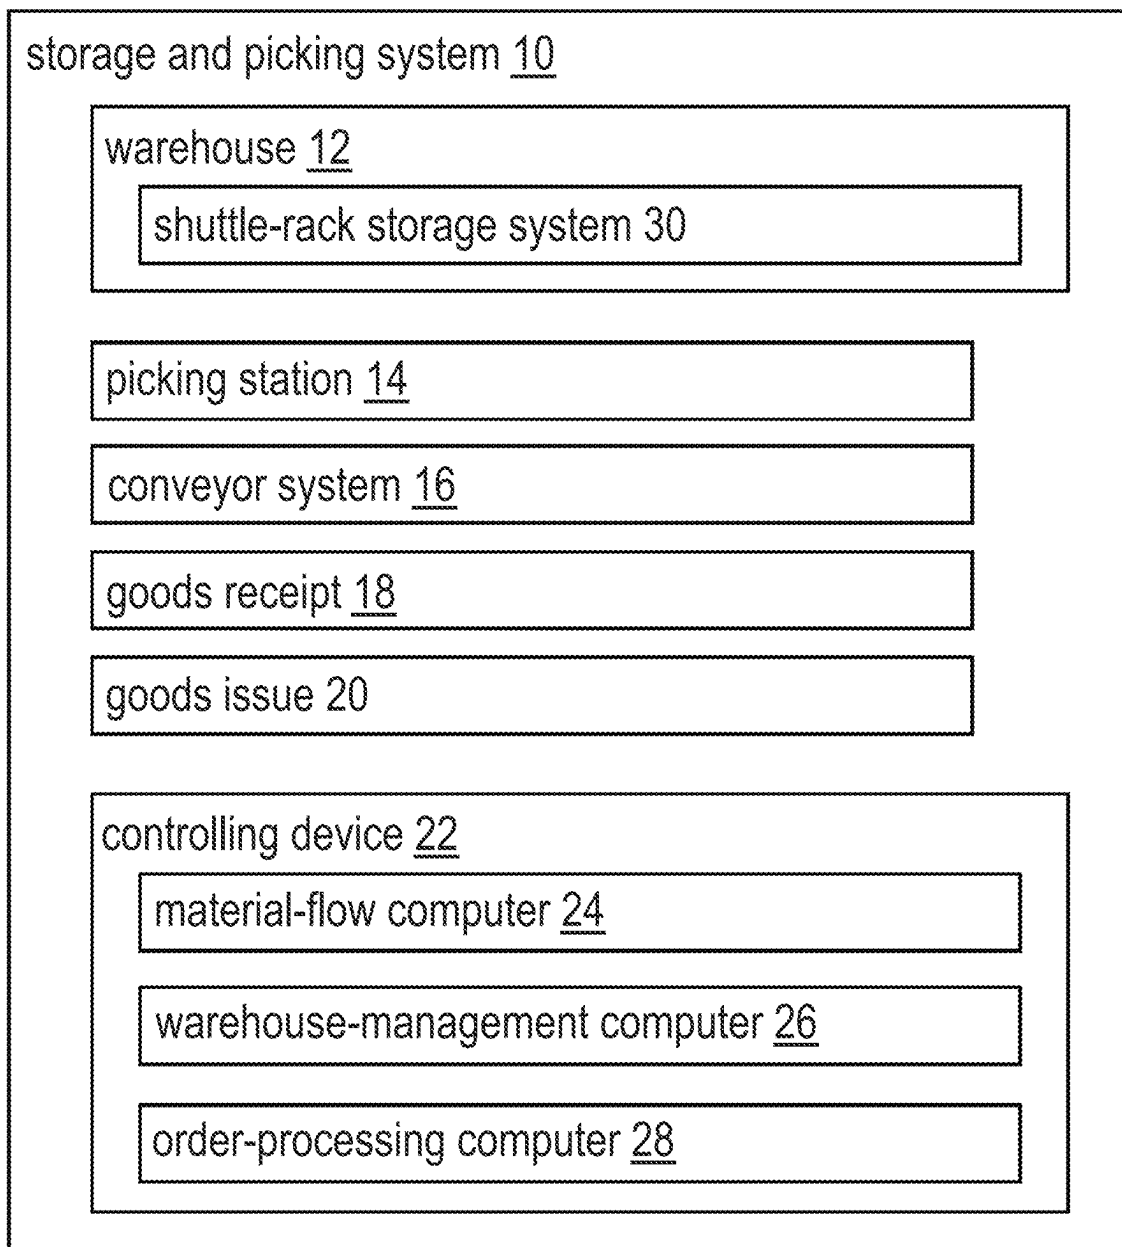 storage and picking system 10
warehouse 12
shuttle-rack storage system 30
picking station 14
conveyor system 16
goods receipt 18
goods issue 20
controlling device 22
material-flow computer 24
warehouse-management computer 26
order-processing computer 28